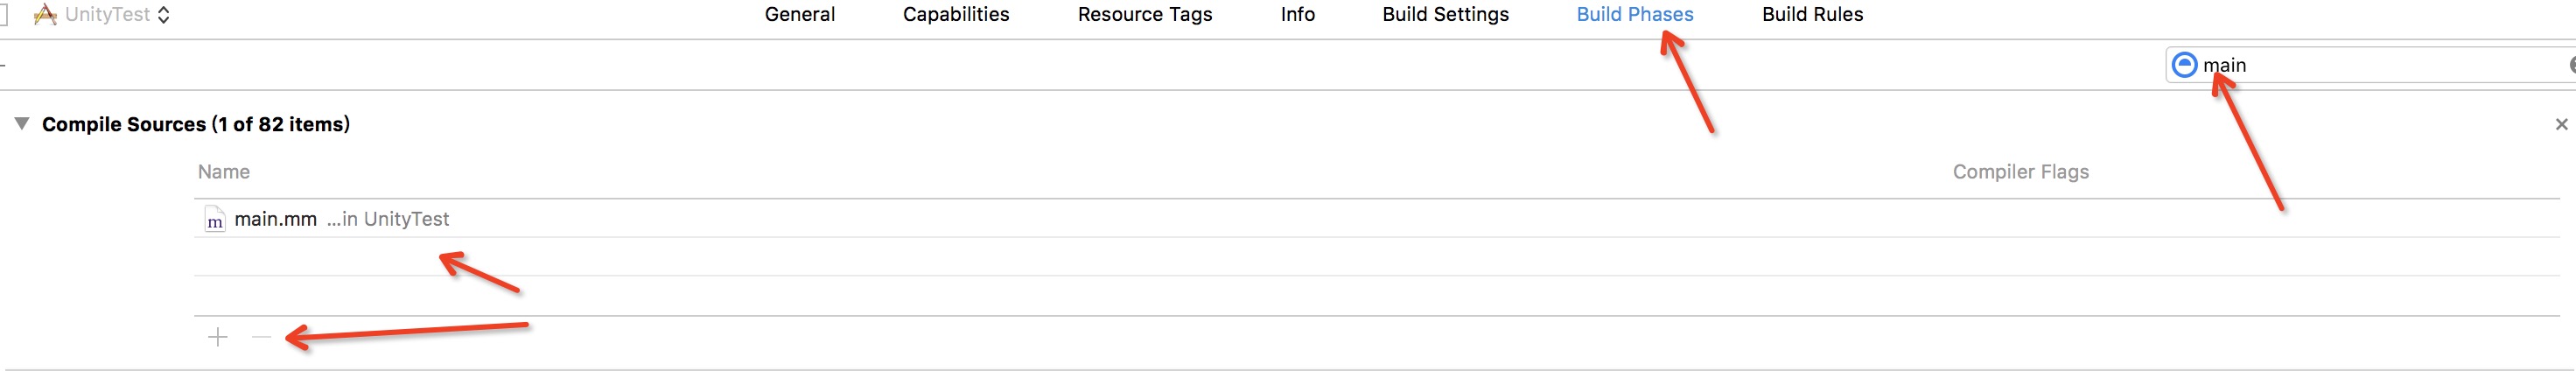 UnityTest General Capabilities Resource Tags Info Build Settings Build Phases Build Rules
main
Compile Sources (1 of 82 items)
Name Compiler Flags
m main.mm ...in UnityTest